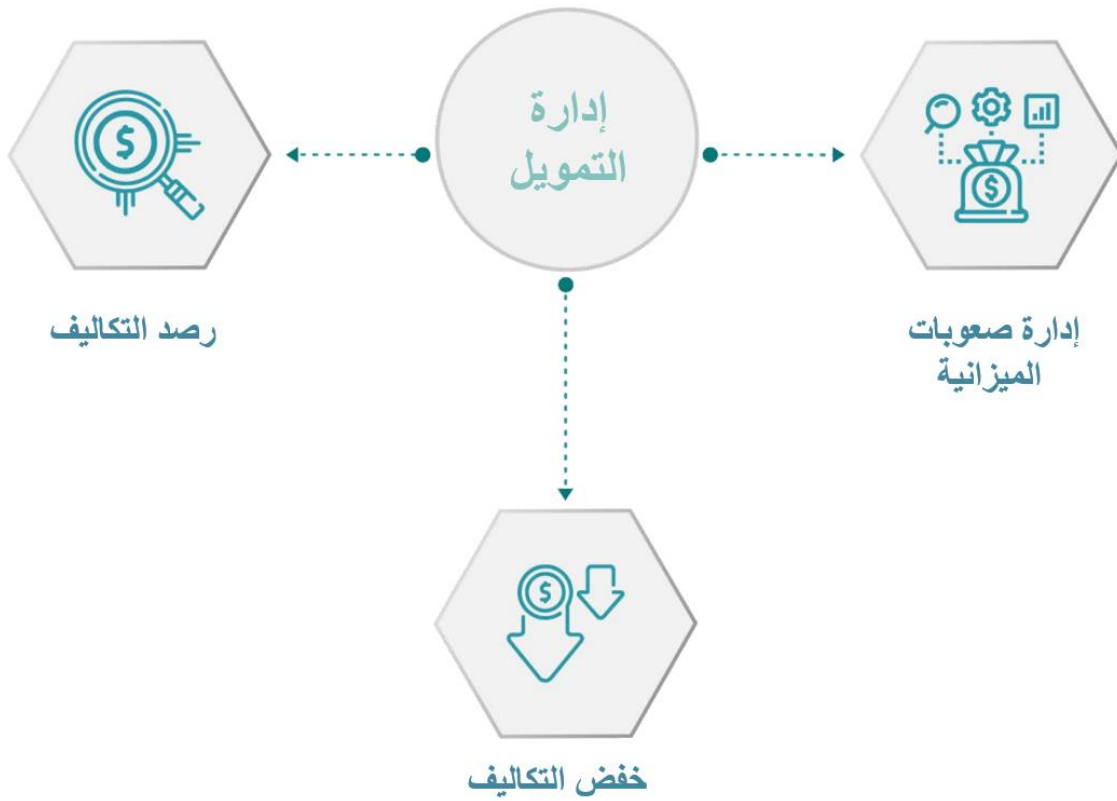 إدارة
التمويل
إدارة صعوبات
الميزانية
رصد التكاليف
خفض التكاليف